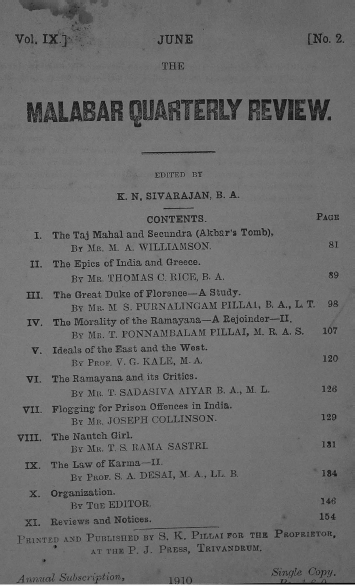 Vol, IX.] JUNE [No. 2.
THE
MALABAR QUARTERLY REVIEW.
EDITED BY
K. N, SIVARAJAN, B. A.
CONTENTS. PAGE
I. The Taj Mahal and Secundra (Akbar's Tomb),
BY MR. M. A. WILLIAMSON. 81
II. The Epics of India and Greece.
BY MR. THOMAS C. RICE, B. A. 89
III. The Great Duke of Florence—A Study.
BY MR. M. S. PURNALINGAM PILLAI, B. A., L T. 98
IV. The Morality of the Ramayana—A Rejoinder—II.
BY MR. T. PONNAMBALAM PILLAI, M. R. A. S. 107
V. Ideals of the East and the West.
BY PROF. V. G. KALE, M. A. 120
VI. The Ramayana and its Critics.
BY MR. T. SADASIVA AIYAR B. A., M. L. 126
VII. Flogging for Prison Offences in India.
BY MR. JOSEPH COLLINSON. 129
VIII. The Nautch Girl.
BY MR. T. S. RAMA SASTRI. 131
IX. The Law of Karma—II.
BY PROF. S. A. DESAI, M. A., LL. B. 134
X. Organization.
BY THE EDITOR. 146
XI. Reviews and Notices. 154
PRINTED AND PUBLISHED BY S. K. PILLAI FOR THE PROPRIETOR,
AT THE P. J. PRESS, TRIVANDRUM.
Annual Subscription, 1910 Single Copy.